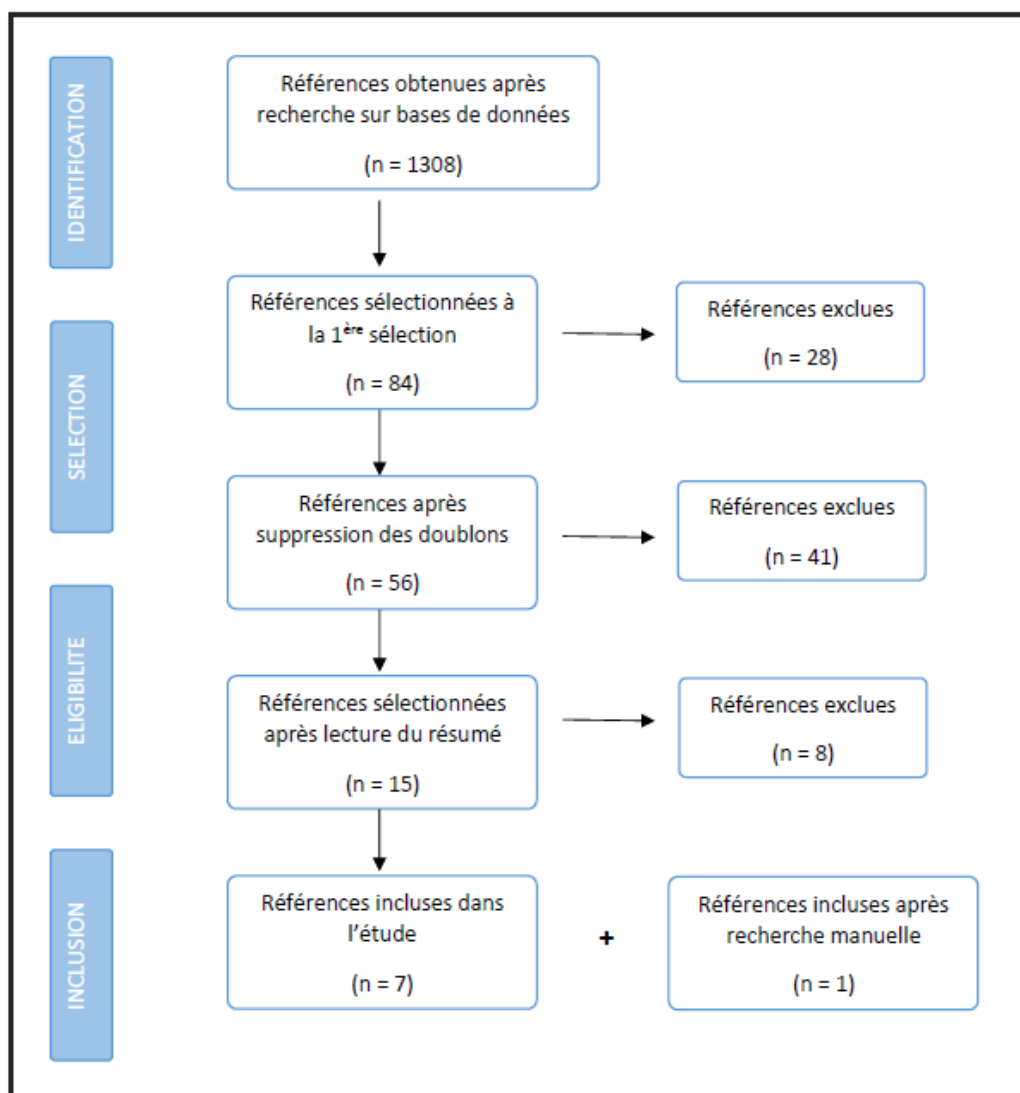 IDENTIFICATION
Références obtenues après
recherche sur bases de données
(n = 1308)
SELECTION
Références sélectionnées à
la 1ère sélection
(n = 84)
Références exclues
(n = 28)
Références après
suppression des doublons
(n = 56)
Références exclues
(n = 41)
ELIGIBILITE
Références sélectionnées
après lecture du résumé
(n = 15)
Références exclues
(n = 8)
INCLUSION
Références incluses dans
l'étude
(n = 7)
+
Références incluses après
recherche manuelle
(n = 1)